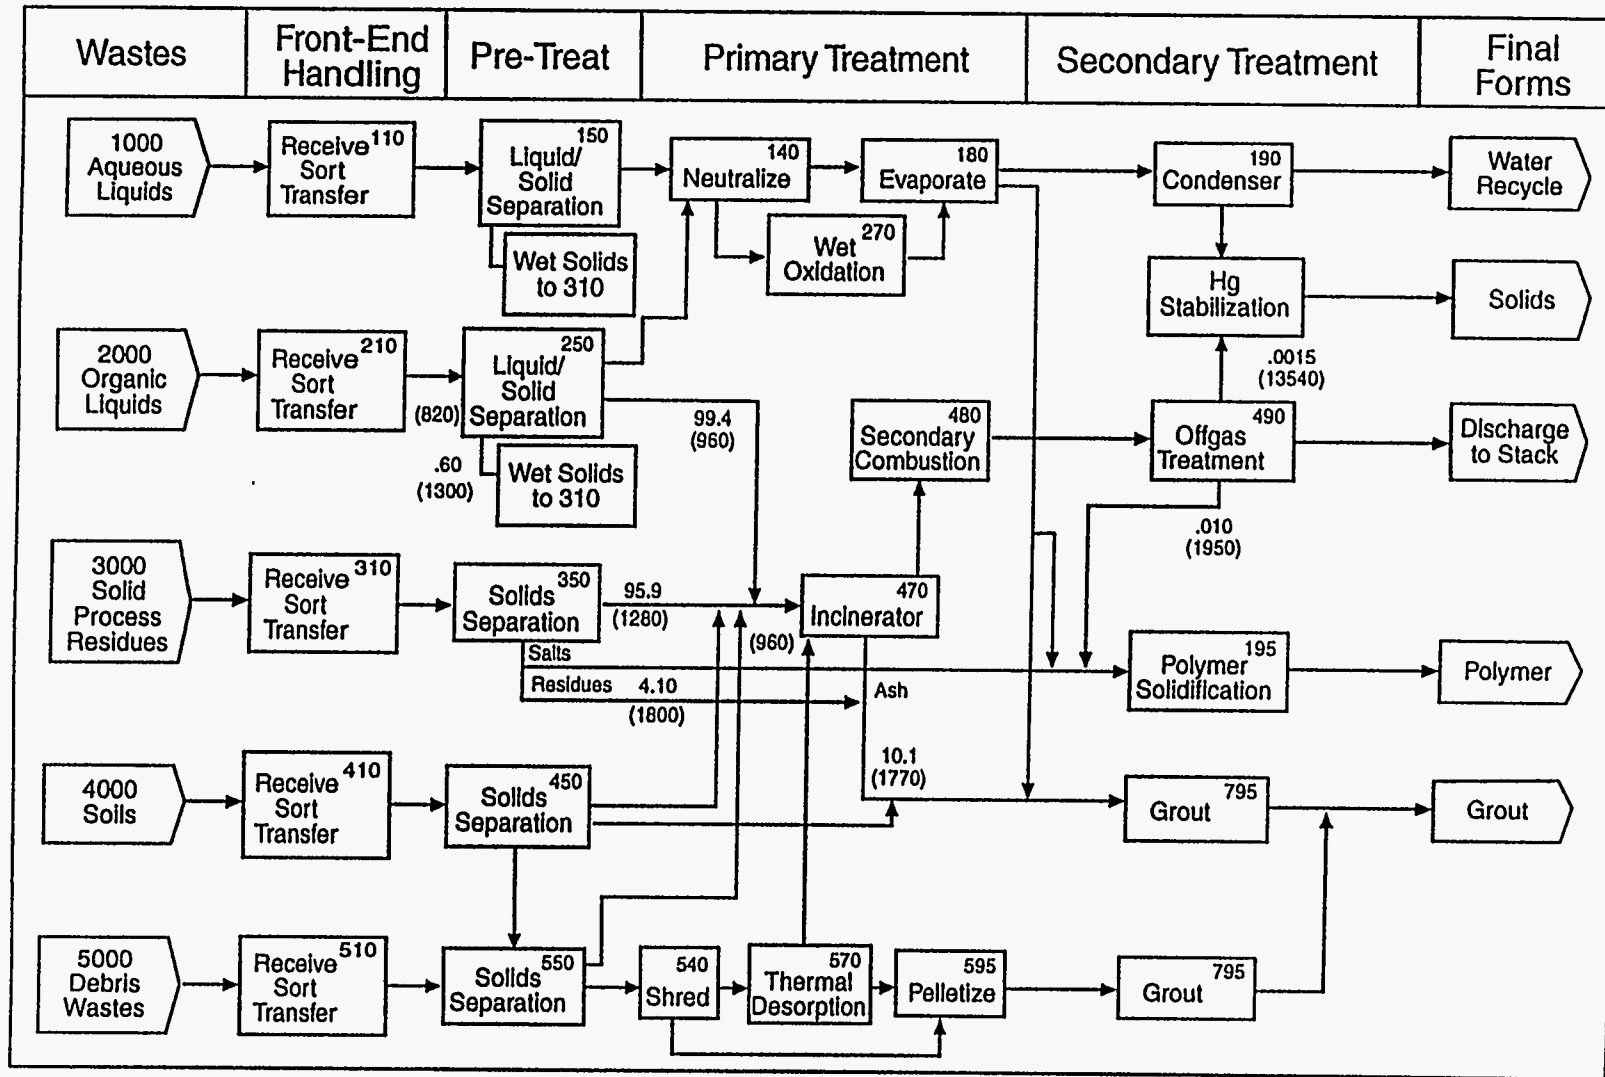 Wastes
Front-End
Handling
Pre-Treat
Primary Treatment
Secondary Treatment
Final
Forms
1000
Aqueous
Liquids
Receive 110
Sort
Transfer
150
Liquid/
Solid
Separation
Wet Solids
to 310
140
Neutralize
180
Evaporate
270
Wet
Oxidation
190
Condenser
Water
Recycle
Hg
Stabilization
Solids
2000
Organic
Liquids
Receive 210
Sort
Transfer
(820)
.60
(1300)
250
Liquid/
Solid
Separation
Wet Solids
to 310
99.4
(960)
480
Secondary
Combustion
.0015
(13540)
490
Offgas
Treatment
Discharge
to Stack
.010
(1950)
3000
Solid
Process
Residues
Receive 310
Sort
Transfer
350
Solids
Separation
95.9
(1280)
(960)
470
Incinerator
Salts
Residues 4.10
(1800)
Ash
195
Polymer
Solidification
Polymer
10.1
(1770)
4000
Soils
Receive 410
Sort
Transfer
450
Solids
Separation
795
Grout
Grout
5000
Debris
Wastes
Receive 510
Sort
Transfer
550
Solids
Separation
540
Shred
570
Thermal
Desorption
595
Pelletize
795
Grout